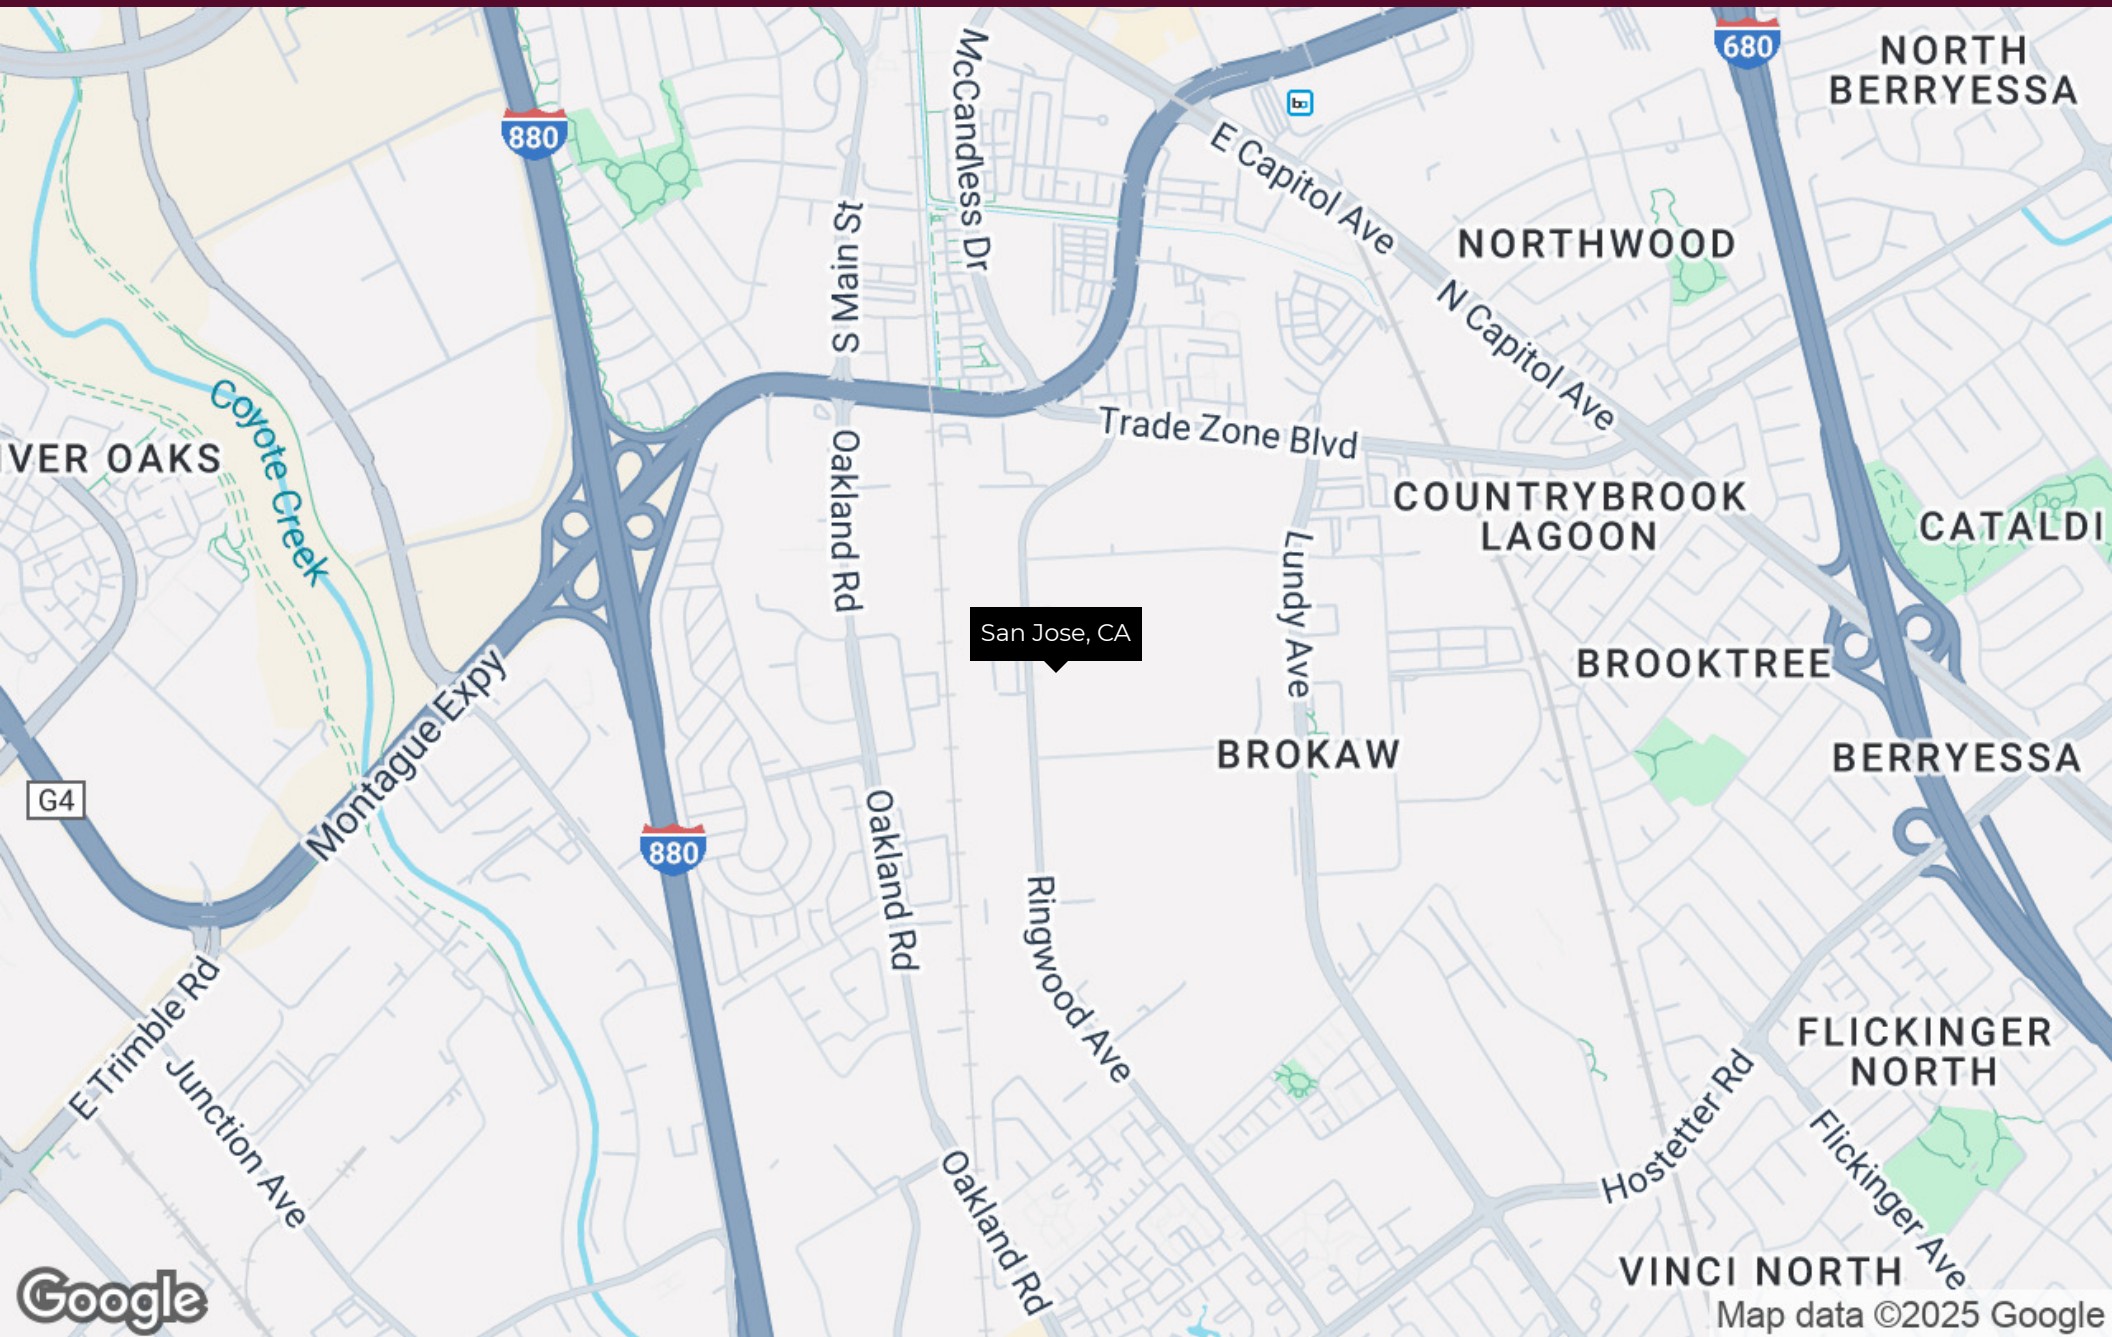 680
NORTH
BERRYESSA
McCandless Dr
880
E Capitol Ave
S Main St
NORTHWOOD
N Capitol Ave
Coyote Creek
Trade Zone Blvd
IVER OAKS
Oakland Rd
COUNTRYBROOK
LAGOON
CATALDI
Lundy Ave
San Jose, CA
BROOKTREE
Montague Expy
BROKAW
BERRYESSA
G4
880
Oakland Rd
Ringwood Ave
E Trimble Rd
FLICKINGER
NORTH
Junction Ave
Hostetter Rd
Flickinger Ave
Oakland Rd
VINCI NORTH
Google
Map data ©2025 Google